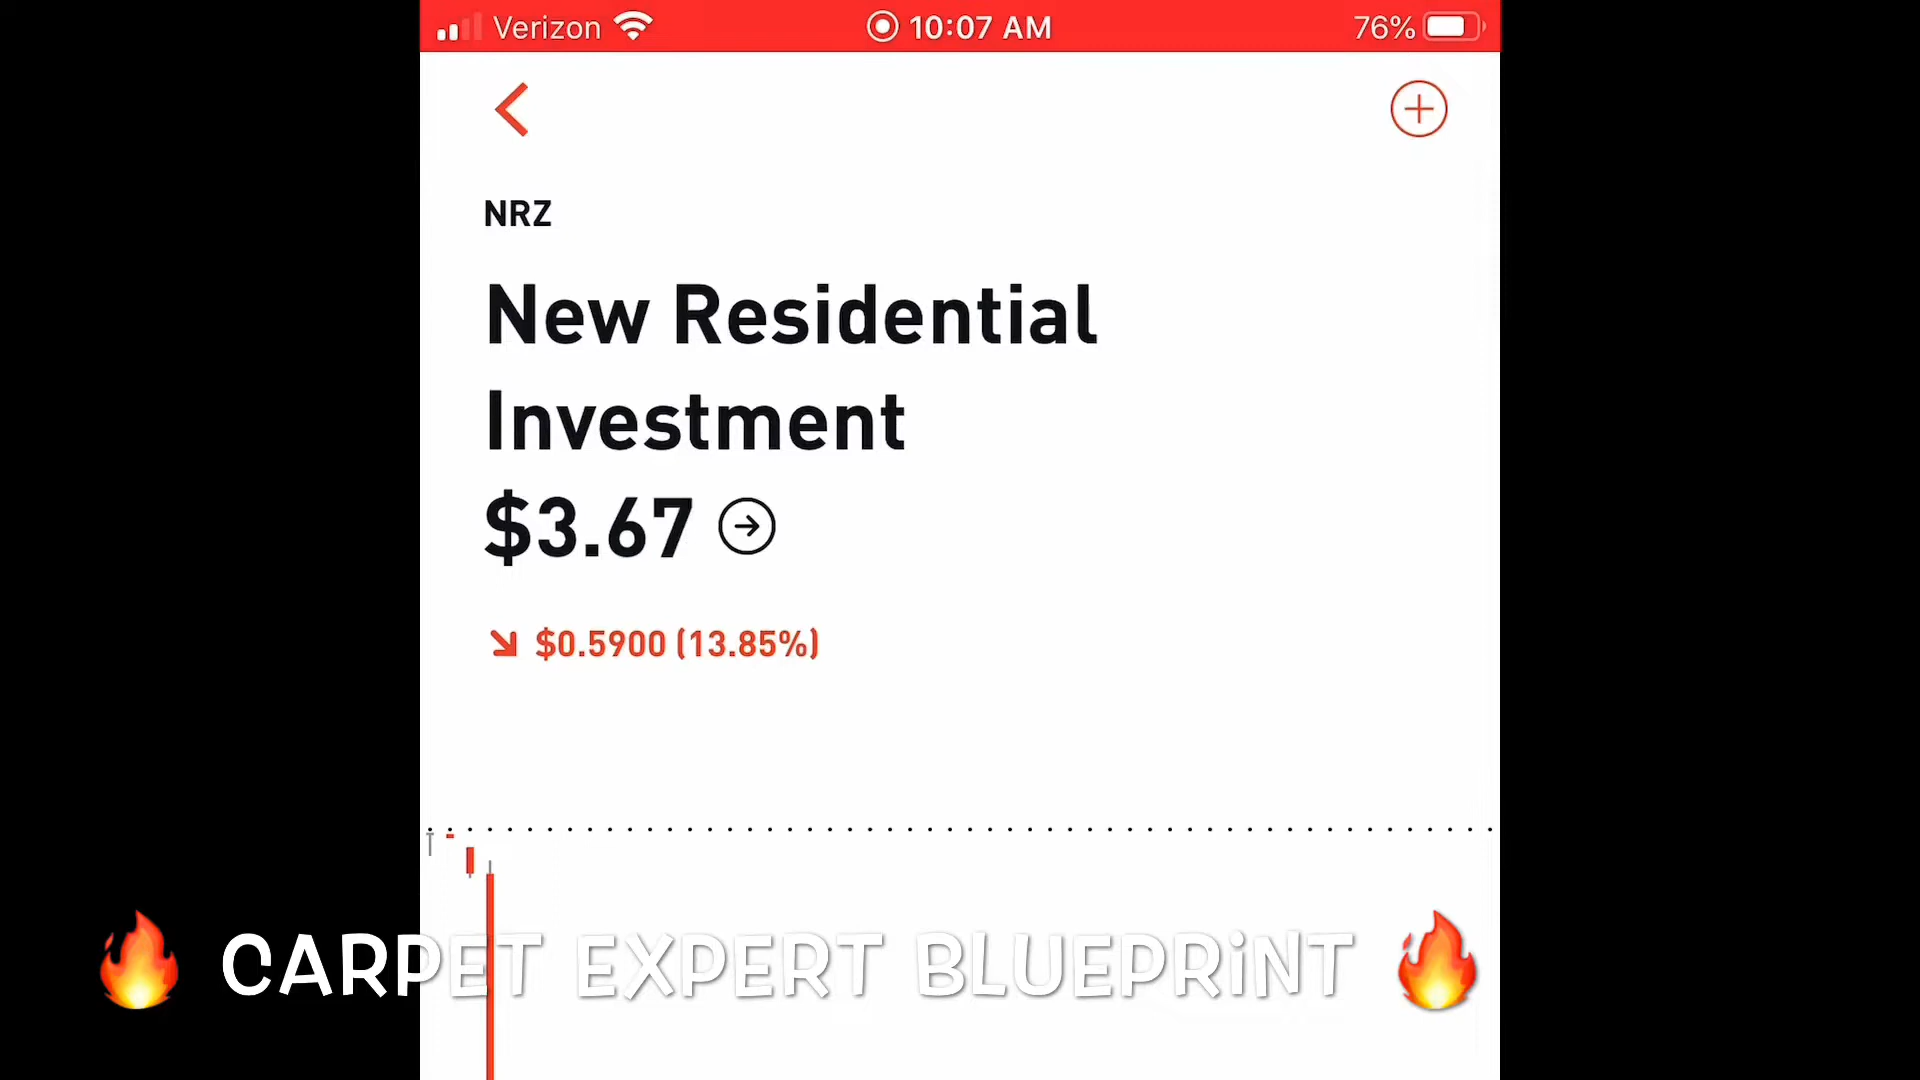 Verizon 10:07 AM 76%
NRZ
New Residential
Investment
$3.67
$0.5900 (13.85%)
🔥 CARPET EXPERT BLUEPRiNT 🔥